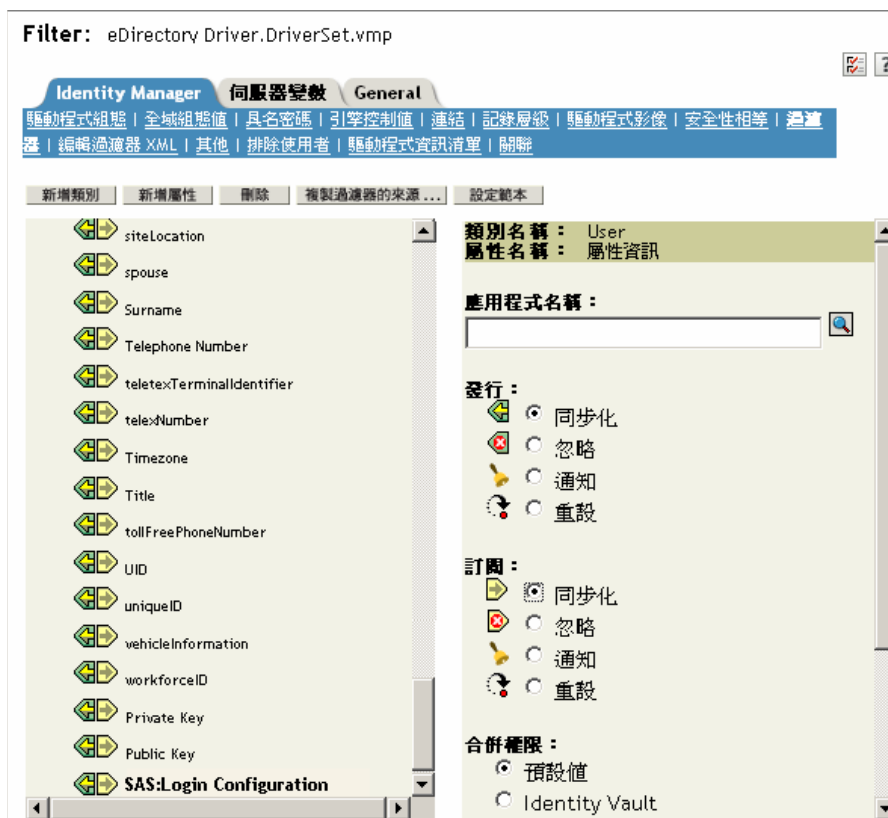 Filter: eDirectory Driver.DriverSet.vmp
?
Identity Manager 伺服器變數 General
驅動程式組態 | 全域組態值 | 具名密碼 | 引擎控制值 | 連結 | 記錄層級 | 驅動程式影像 | 安全性相等 | 過濾
器 | 編輯過濾器 XML | 其他 | 排除使用者 | 驅動程式資訊清單 | 關聯
新增類別 新增屬性 刪除 複製過濾器的來源 ... 設定範本
siteLocation
spouse
Surname
Telephone Number
teletexTerminalIdentifier
telexNumber
Timezone
Title
tollFreePhoneNumber
UID
uniqueID
vehicleInformation
workforceID
Private Key
Public Key
SAS:Login Configuration
類別名稱： User
屬性名稱： 屬性資訊
應用程式名稱：
發行：
同步化
忽略
通知
重設
訂閱：
同步化
忽略
通知
重設
合併權限：
預設值
Identity Vault